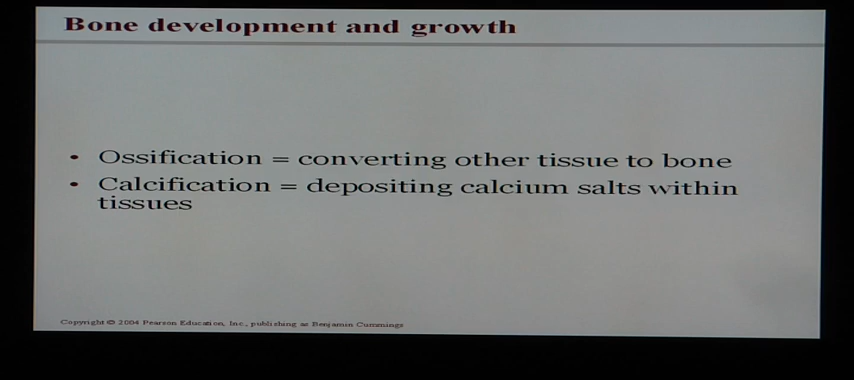 Bone development and growth
• Ossification = converting other tissue to bone
• Calcification = depositing calcium salts within
tissues
Copyright © 2004 Pearson Education, Inc., publishing as Benjamin Cummings